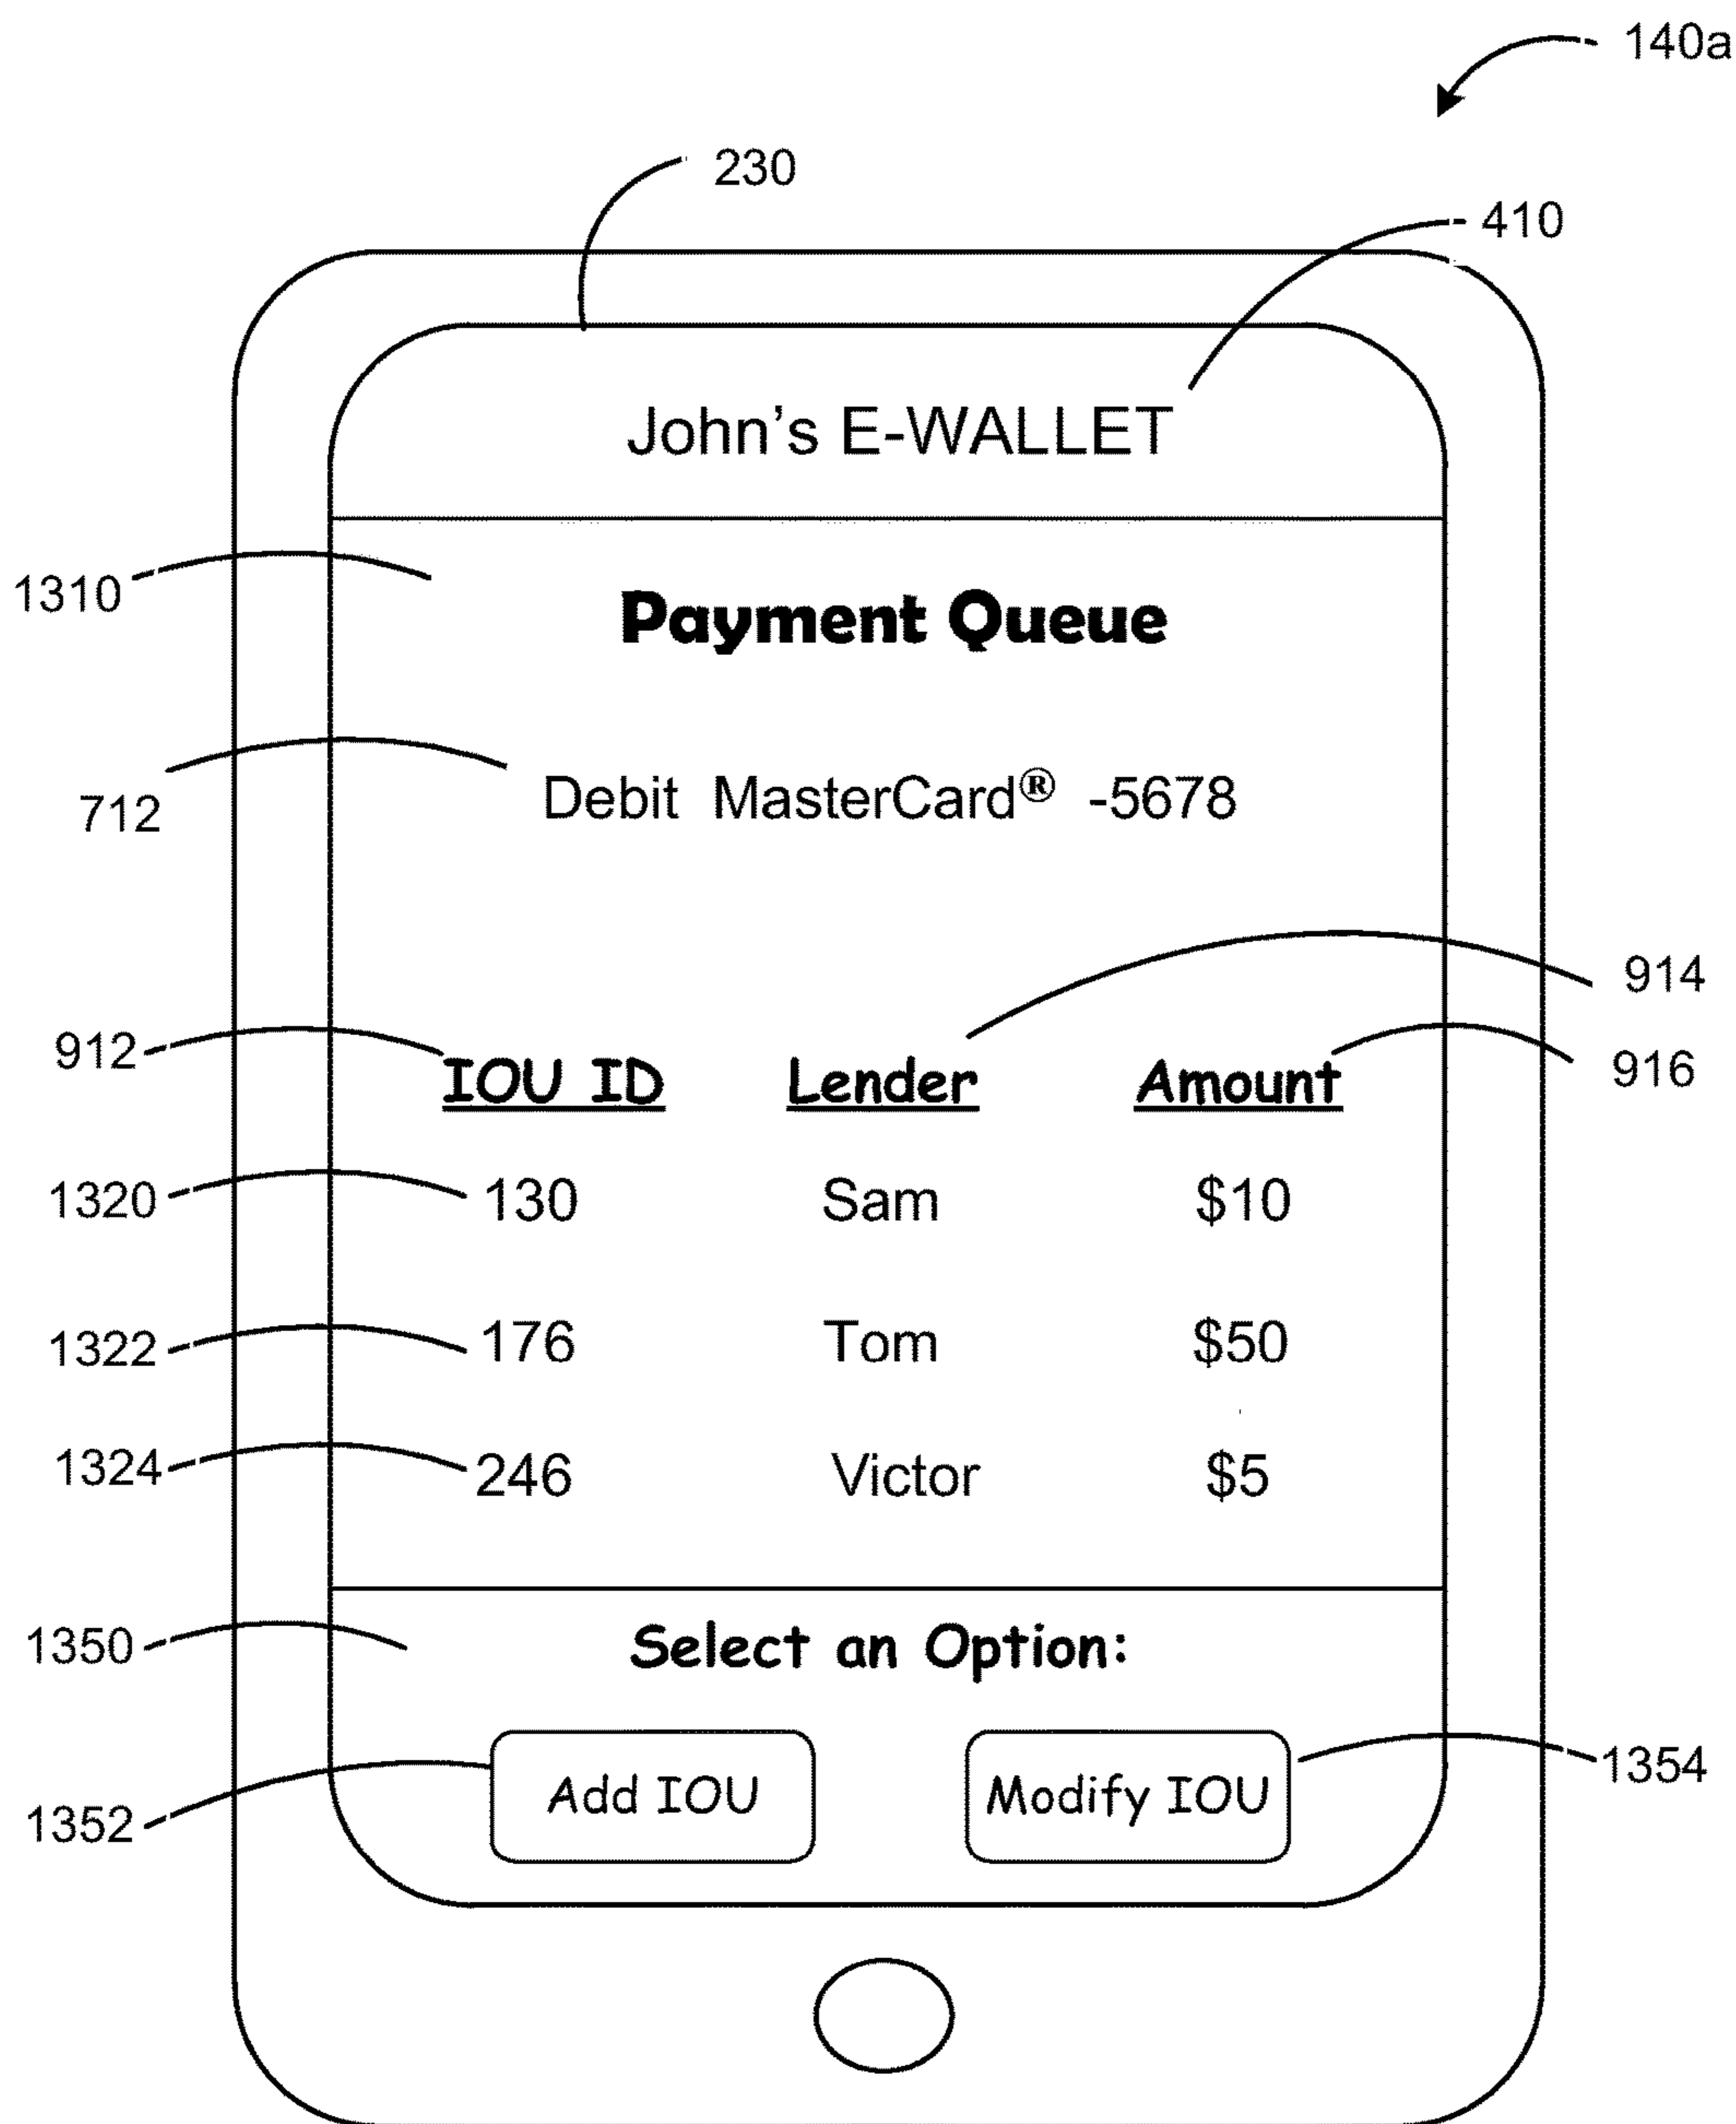 140a
230
410
John's E-WALLET
1310
Payment Queue
712
Debit MasterCard® -5678
914
912
IOU ID Lender Amount
916
1320
130 Sam $10
1322
176 Tom $50
1324
246 Victor $5
1350
Select an Option:
1352
Add IOU Modify IOU
1354